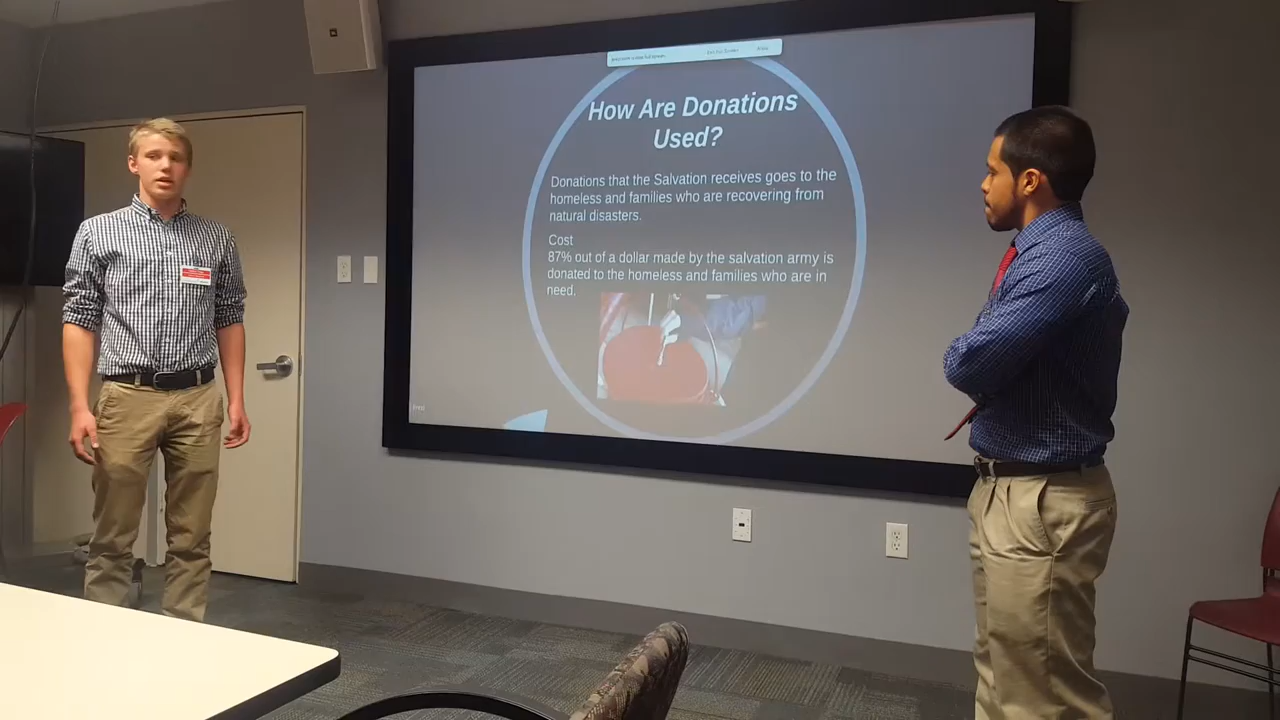 How Are Donations
Used?
Donations that the Salvation receives goes to the
homeless and families who are recovering from
natural disasters.
Cost
87% out of a dollar made by the salvation army is
donated to the homeless and families who are in
need.